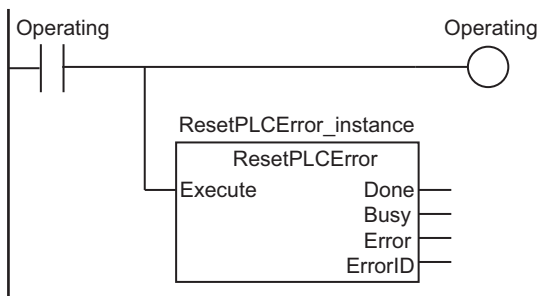 Operating Operating
ResetPLCError_instance
ResetPLCError
Execute Done
Busy
Error
ErrorID